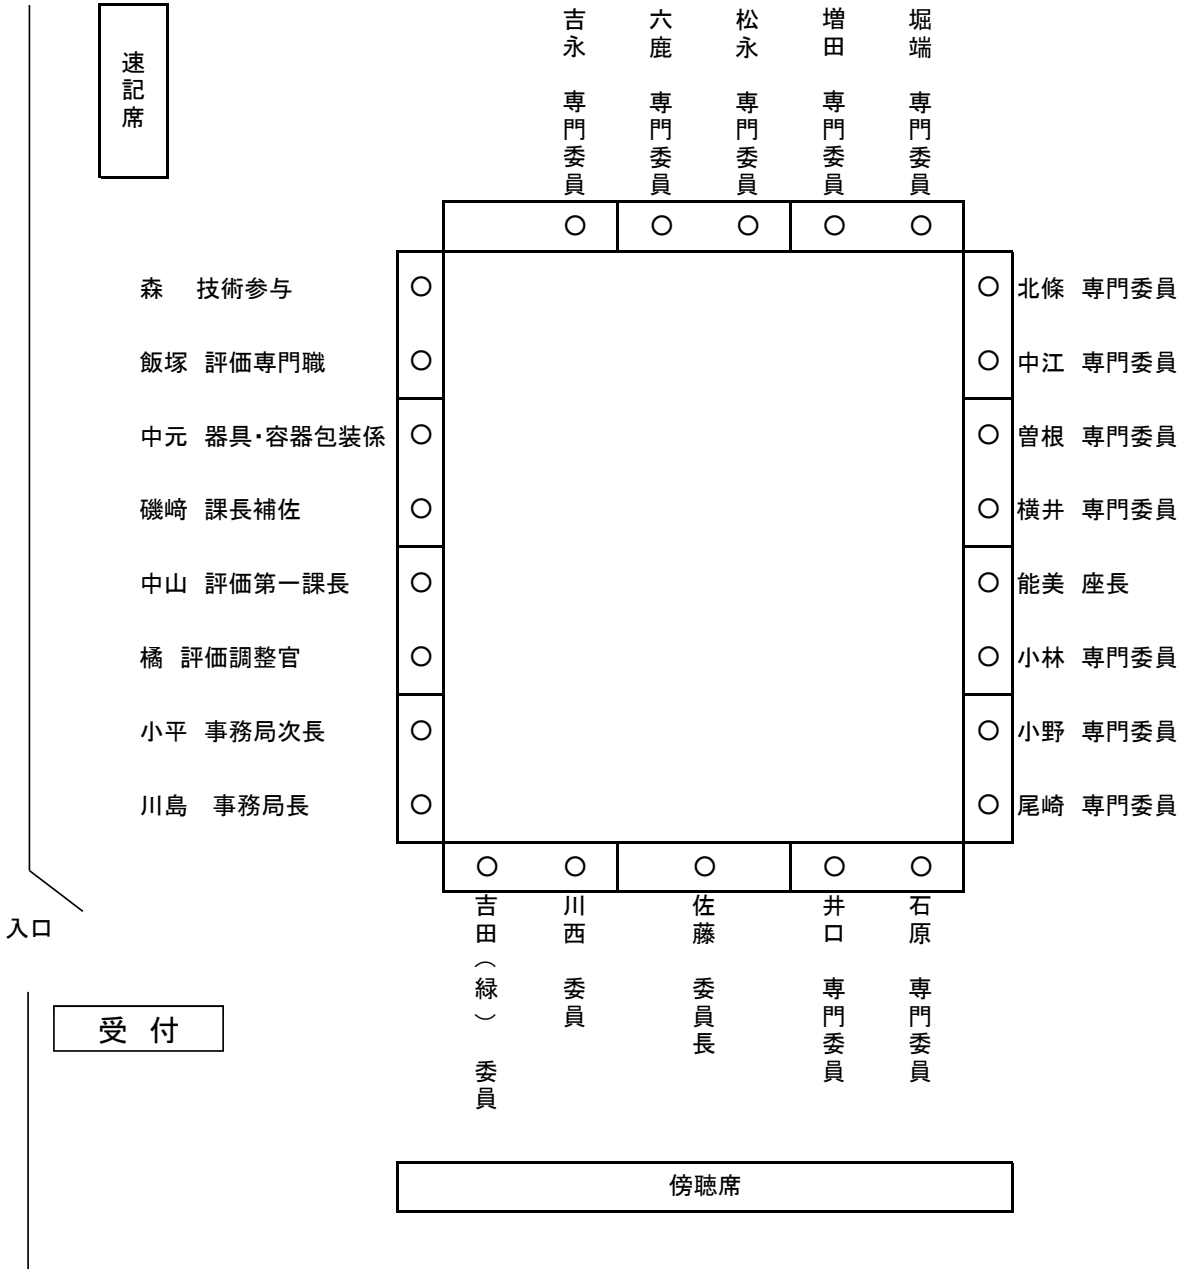 速記席
吉永 専門委員
六鹿 専門委員
松永 専門委員
増田 専門委員
堀端 専門委員
森 技術参与
飯塚 評価専門職
中元 器具・容器包装係
磯﨑 課長補佐
中山 評価第一課長
橘 評価調整官
小平 事務局次長
川島 事務局長
北條 専門委員
中江 専門委員
曽根 専門委員
横井 専門委員
能美 座長
小林 専門委員
小野 専門委員
尾崎 専門委員
吉田(緑) 委員
川西 委員
佐藤 委員長
井口 専門委員
石原 専門委員
入口
受 付
傍聴席